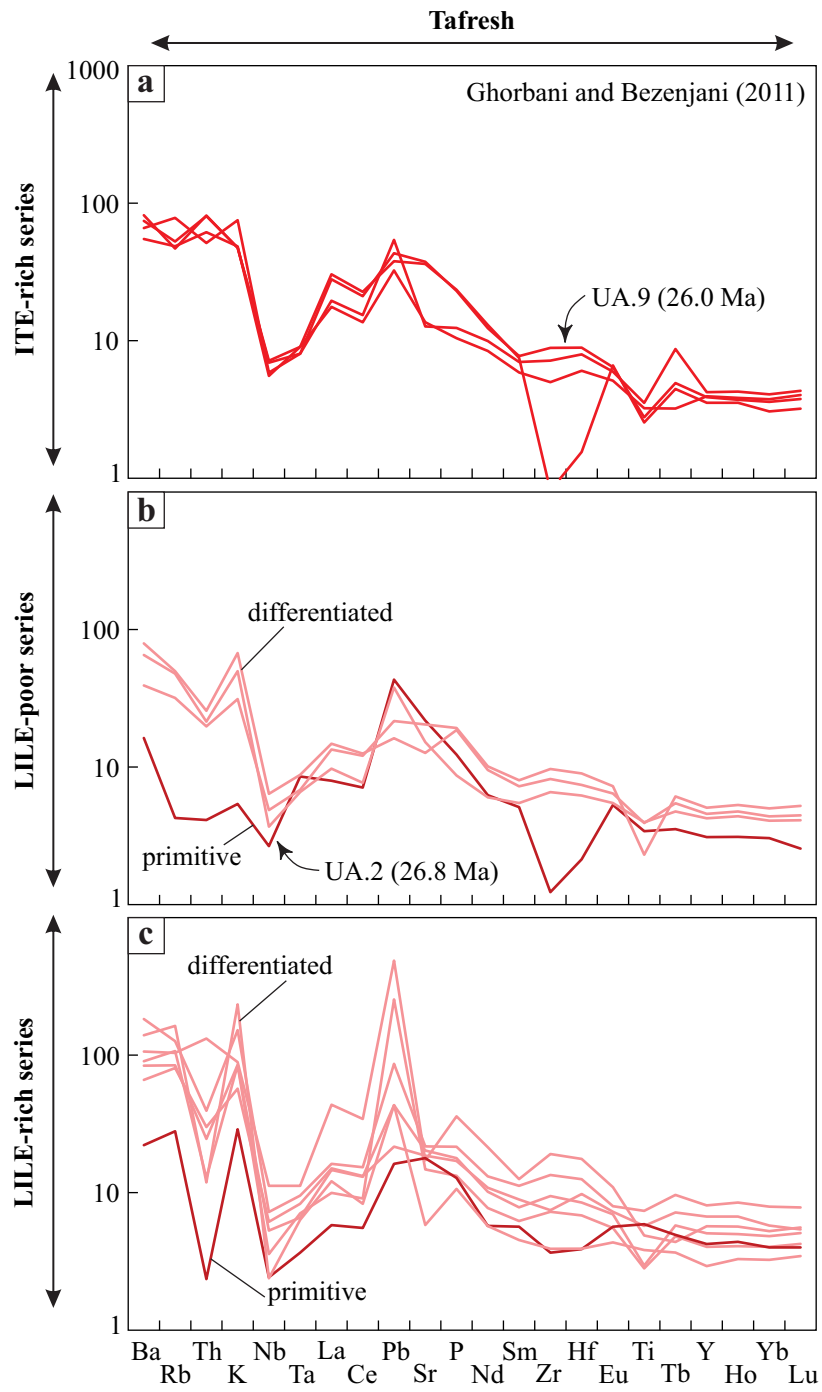 Tafresh
ITE-rich series
a
Ghorbani and Bezenjani (2011)
1000
100
10
1
UA.9 (26.0 Ma)
LILE-poor series
b
100
10
1
differentiated
primitive
UA.2 (26.8 Ma)
LILE-rich series
c
100
10
1
differentiated
primitive
Ba Th Nb La Pb P Sm Hf Ti Y Yb
Rb K Ta Ce Sr Nd Zr Eu Tb Ho Lu